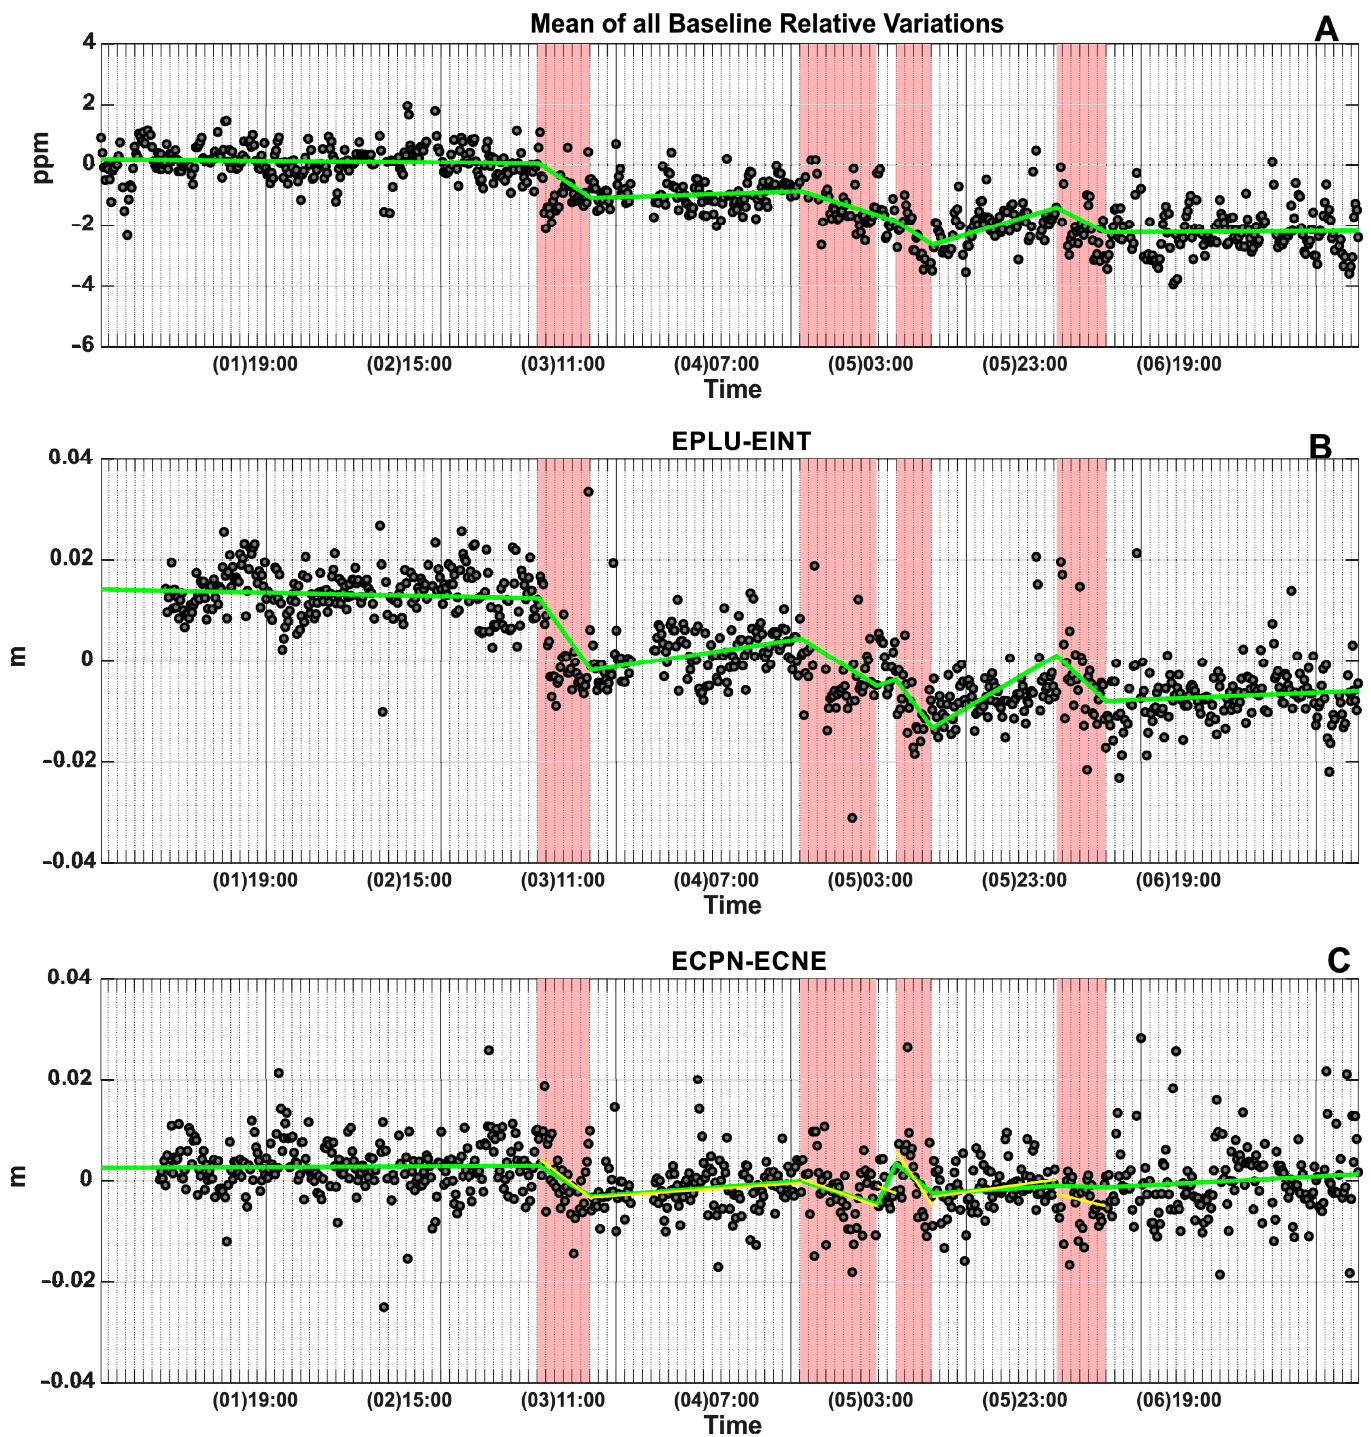 Mean of all Baseline Relative Variations
A
4
2
0
−2
−4
−6
ppm
(01)19:00 (02)15:00 (03)11:00 (04)07:00 (05)03:00 (05)23:00 (06)19:00
Time
EPLU-EINT
B
0.04
0.02
0
−0.02
−0.04
m
(01)19:00 (02)15:00 (03)11:00 (04)07:00 (05)03:00 (05)23:00 (06)19:00
Time
ECPN-ECNE
C
0.04
0.02
0
−0.02
−0.04
m
(01)19:00 (02)15:00 (03)11:00 (04)07:00 (05)03:00 (05)23:00 (06)19:00
Time